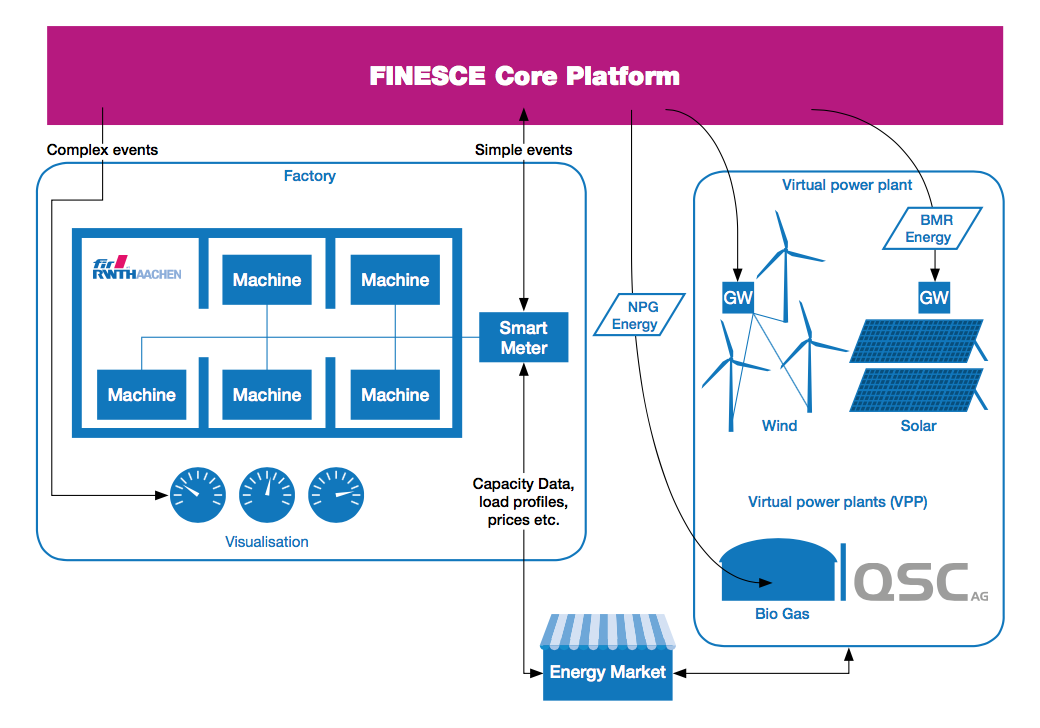 FINESCE Core Platform
Complex events
Simple events
Factory
Virtual power plant
BMR
Energy
fir
RWTHAACHEN
Machine
Machine
GW
GW
NPG
Energy
Smart
Meter
Machine
Machine
Machine
Wind
Solar
Capacity Data,
load profiles,
prices etc.
Visualisation
Virtual power plants (VPP)
QSC AG
Bio Gas
Energy Market